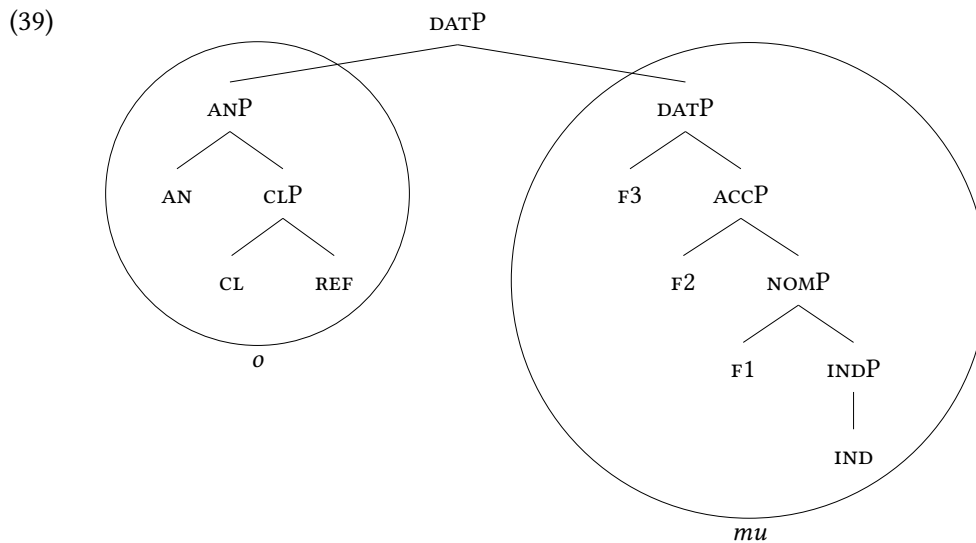 (39)
DATP
ANP DATP
AN CLP F3 ACCP
CL REF F2 NOMP
o F1 INDP
IND
mu